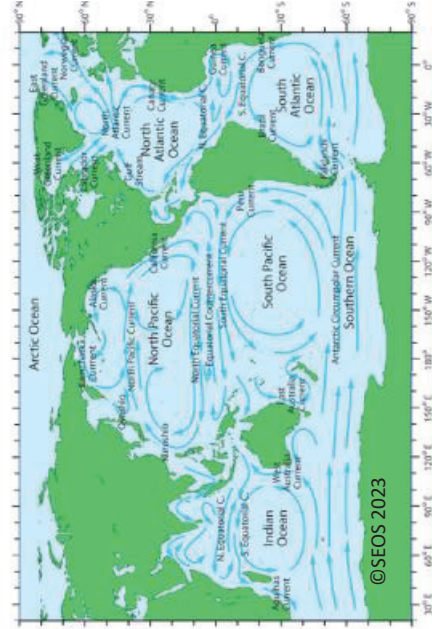 Arctic Ocean
East
Greenland
Current
Norwegian
Current
West
Greenland
Current
Labrador
Current
North
Atlantic
Current
Gulf
Stream
North
Atlantic
Ocean
Canary
Current
N. Equatorial C.
Guinea
Current
S. Equatorial C.
Brazil
Current
South
Atlantic
Ocean
Benguela
Current
Falkland
Current
Alaska
Current
East Kamchatka
Current
Oyashio
North Pacific Current
California
Current
North Pacific
Ocean
Kuroshio
North Equatorial Current
Equatorial Countercurrent
South Equatorial Current
Peru
Current
South Pacific
Ocean
East
Australia
Current
Antarctic Circumpolar Current
Southern Ocean
West
Australia
Current
N. Equatorial C.
S. Equatorial C.
Indian
Ocean
Agulhas
Current
©SEOS 2023
90° N
60° N
30° N
0°
30° S
60° S
90° S
30° E
60° E
90° E
120° E
150° E
180°
150° W
120° W
90° W
60° W
30° W
0°